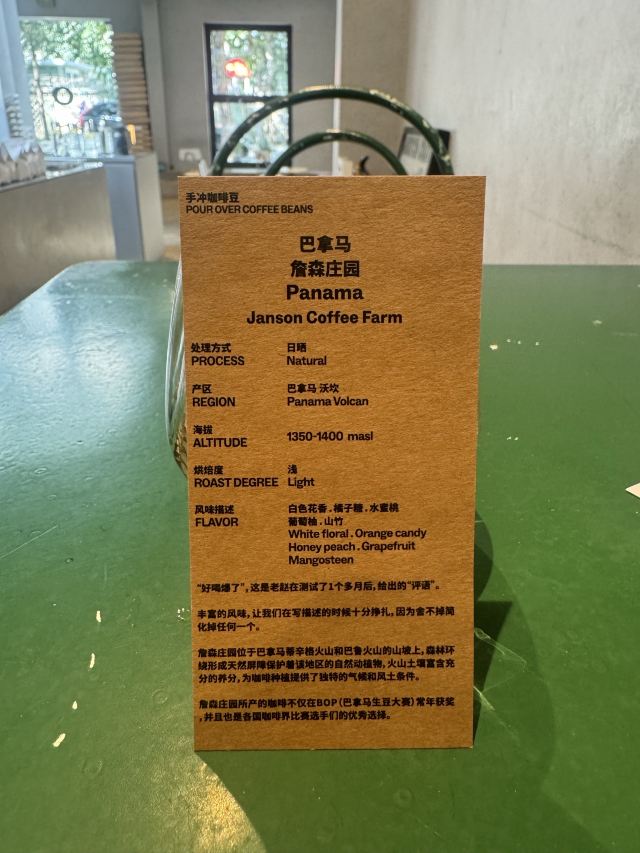 手冲咖啡豆
POUR OVER COFFEE BEANS
巴拿马
詹森庄园
Panama
Janson Coffee Farm
处理方式 日晒
PROCESS Natural
产区 巴拿马 沃坎
REGION Panama Volcan
海拔
ALTITUDE 1350-1400 masl
烘焙度 浅
ROAST DEGREE Light
风味描述 白色花香 . 橘子糖 . 水蜜桃
FLAVOR 葡萄柚 . 山竹
White floral . Orange candy
Honey peach . Grapefruit
Mangosteen
“好喝爆了”,这是老赵在测试了1个多月后,给出的“评语”。
丰富的风味,让我们在写描述的时候十分挣扎,因为舍不掉简
化掉任何一个。
詹森庄园位于巴拿马蒂辛格火山和巴鲁火山的山坡上,森林环
绕形成天然屏障保护着该地区的自然动植物,火山土壤富含充
分的养分,为咖啡种植提供了独特的气候和风土条件。
詹森庄园所产的咖啡不仅在BOP(巴拿马生豆大赛)常年获奖
,并且也是各国咖啡界比赛选手们的优秀选择。